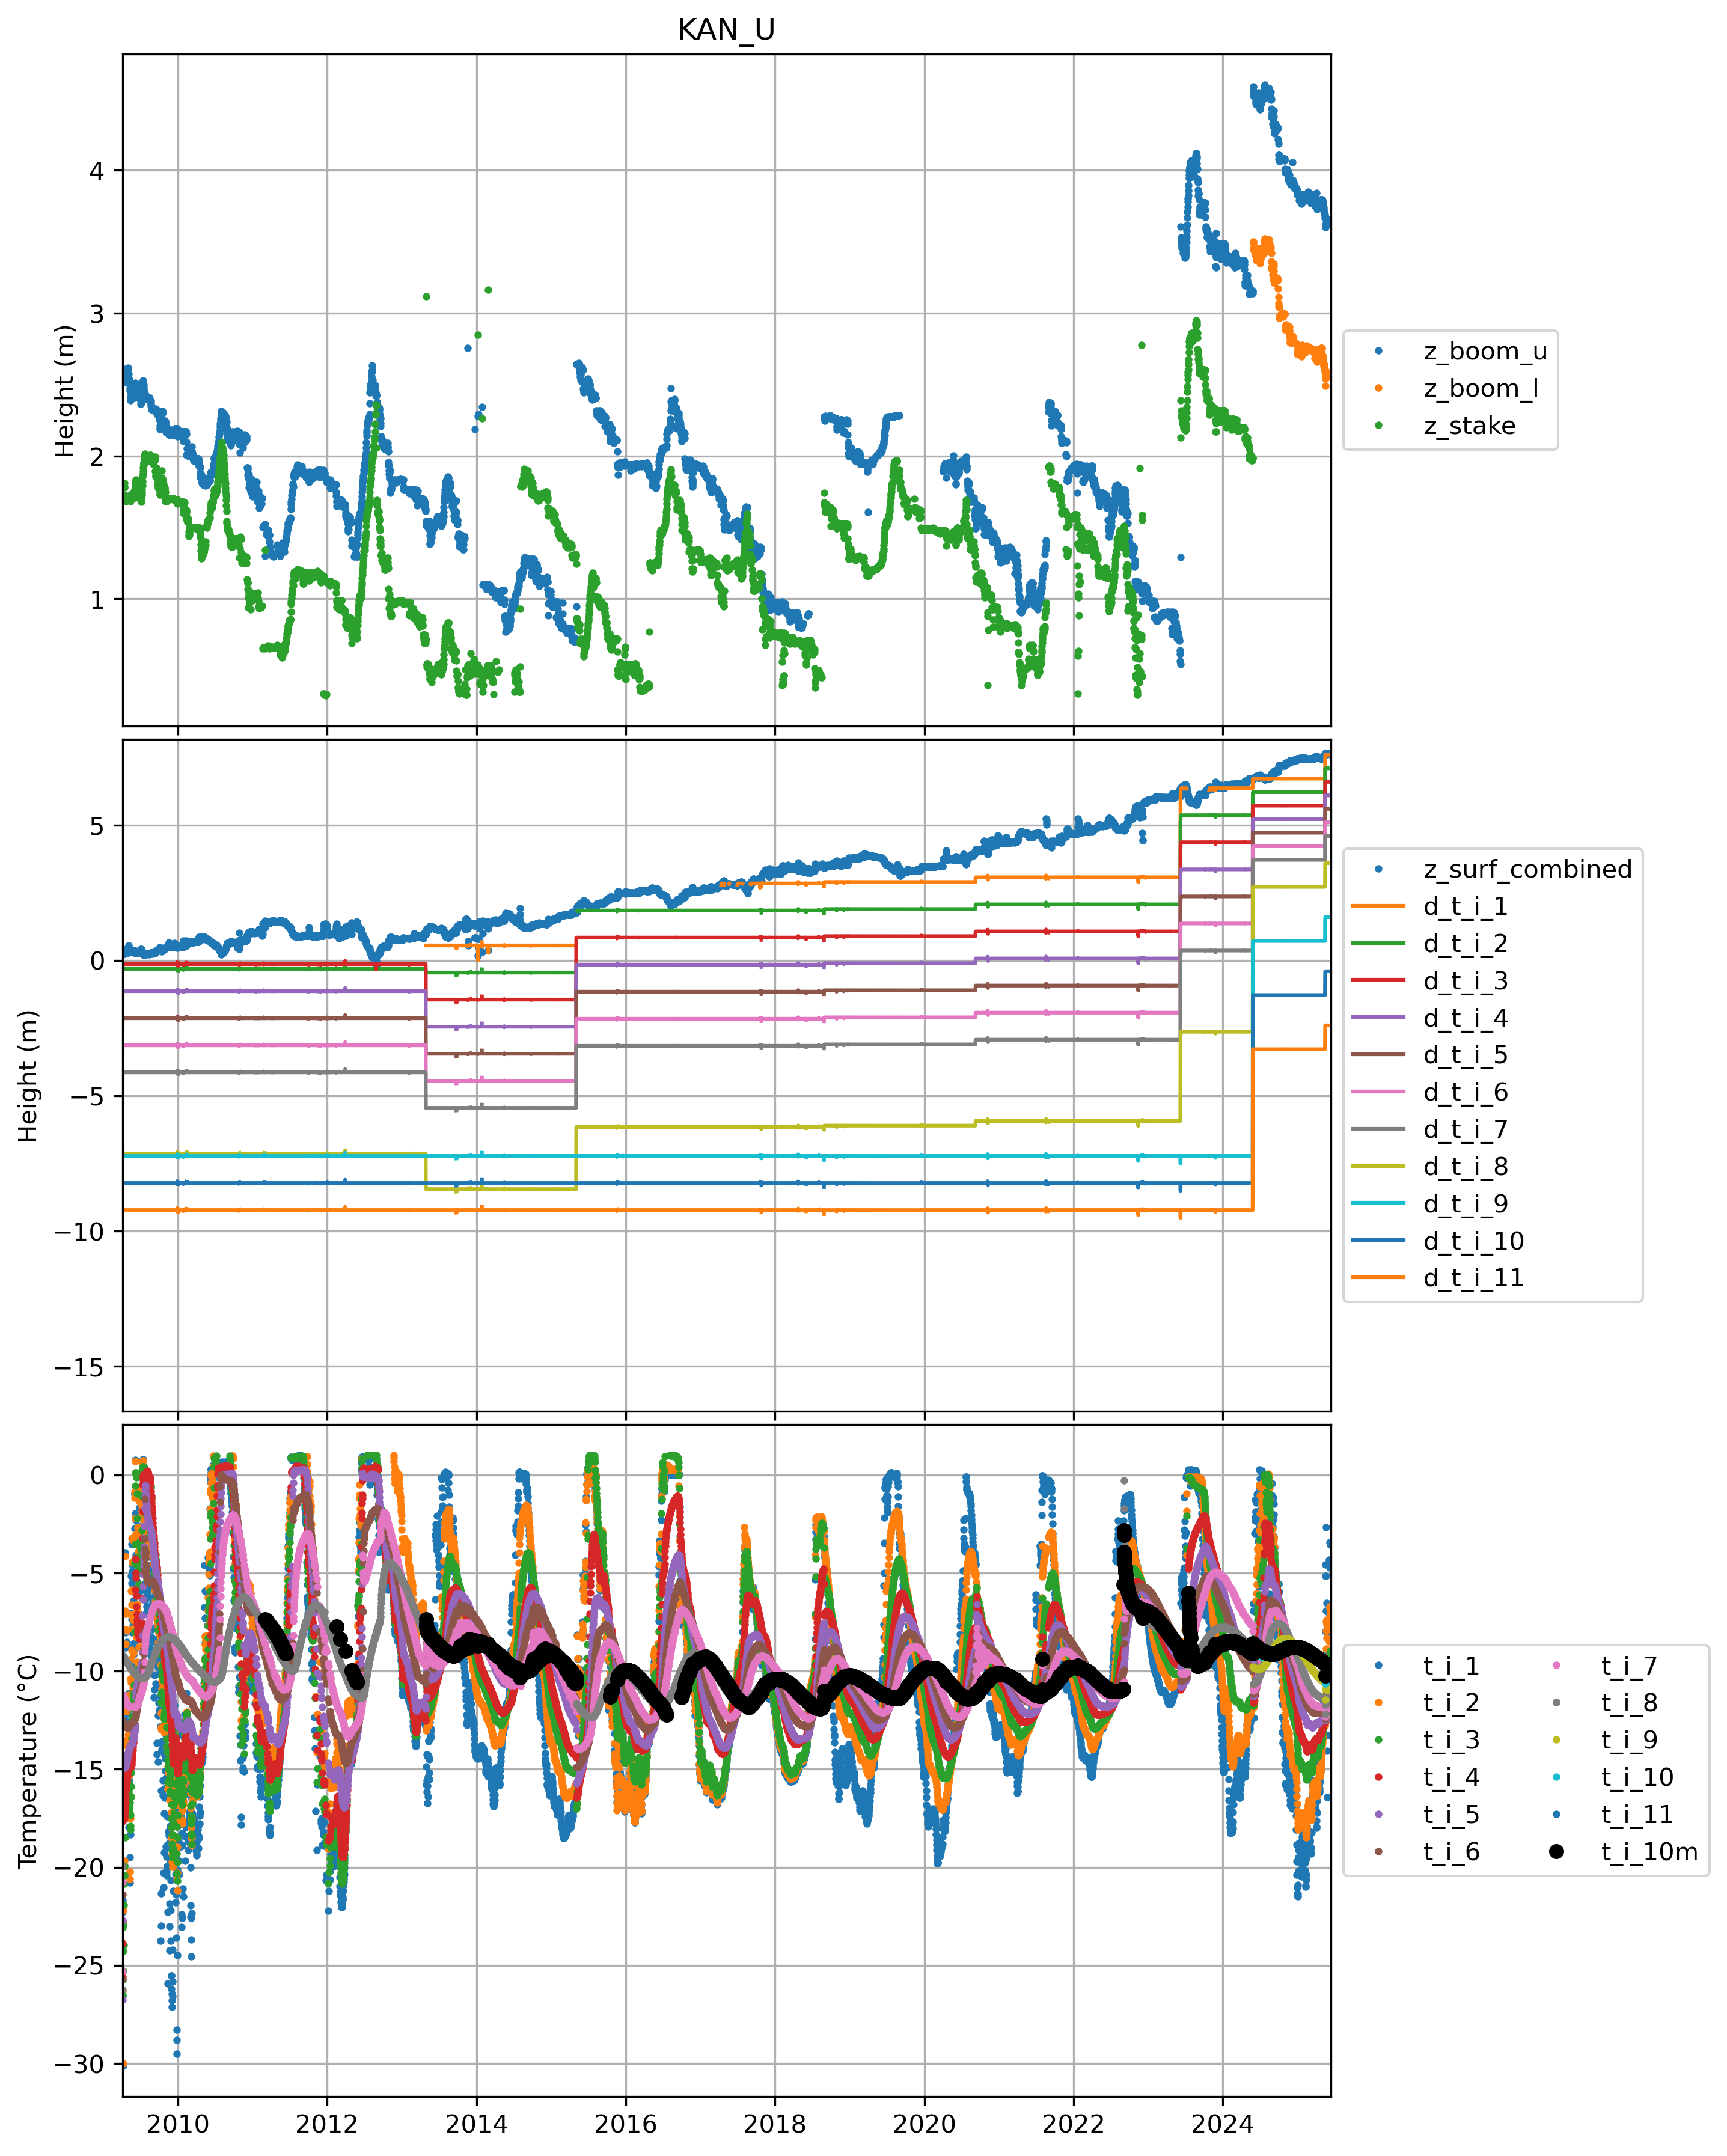 KAN_U
4
3
2
1
Height (m)
z_boom_u
z_boom_l
z_stake
5
0
−5
−10
−15
Height (m)
z_surf_combined
d_t_i_1
d_t_i_2
d_t_i_3
d_t_i_4
d_t_i_5
d_t_i_6
d_t_i_7
d_t_i_8
d_t_i_9
d_t_i_10
d_t_i_11
0
−5
−10
−15
−20
−25
−30
Temperature (°C)
t_i_1 t_i_7
t_i_2 t_i_8
t_i_3 t_i_9
t_i_4 t_i_10
t_i_5 t_i_11
t_i_6 t_i_10m
2010 2012 2014 2016 2018 2020 2022 2024